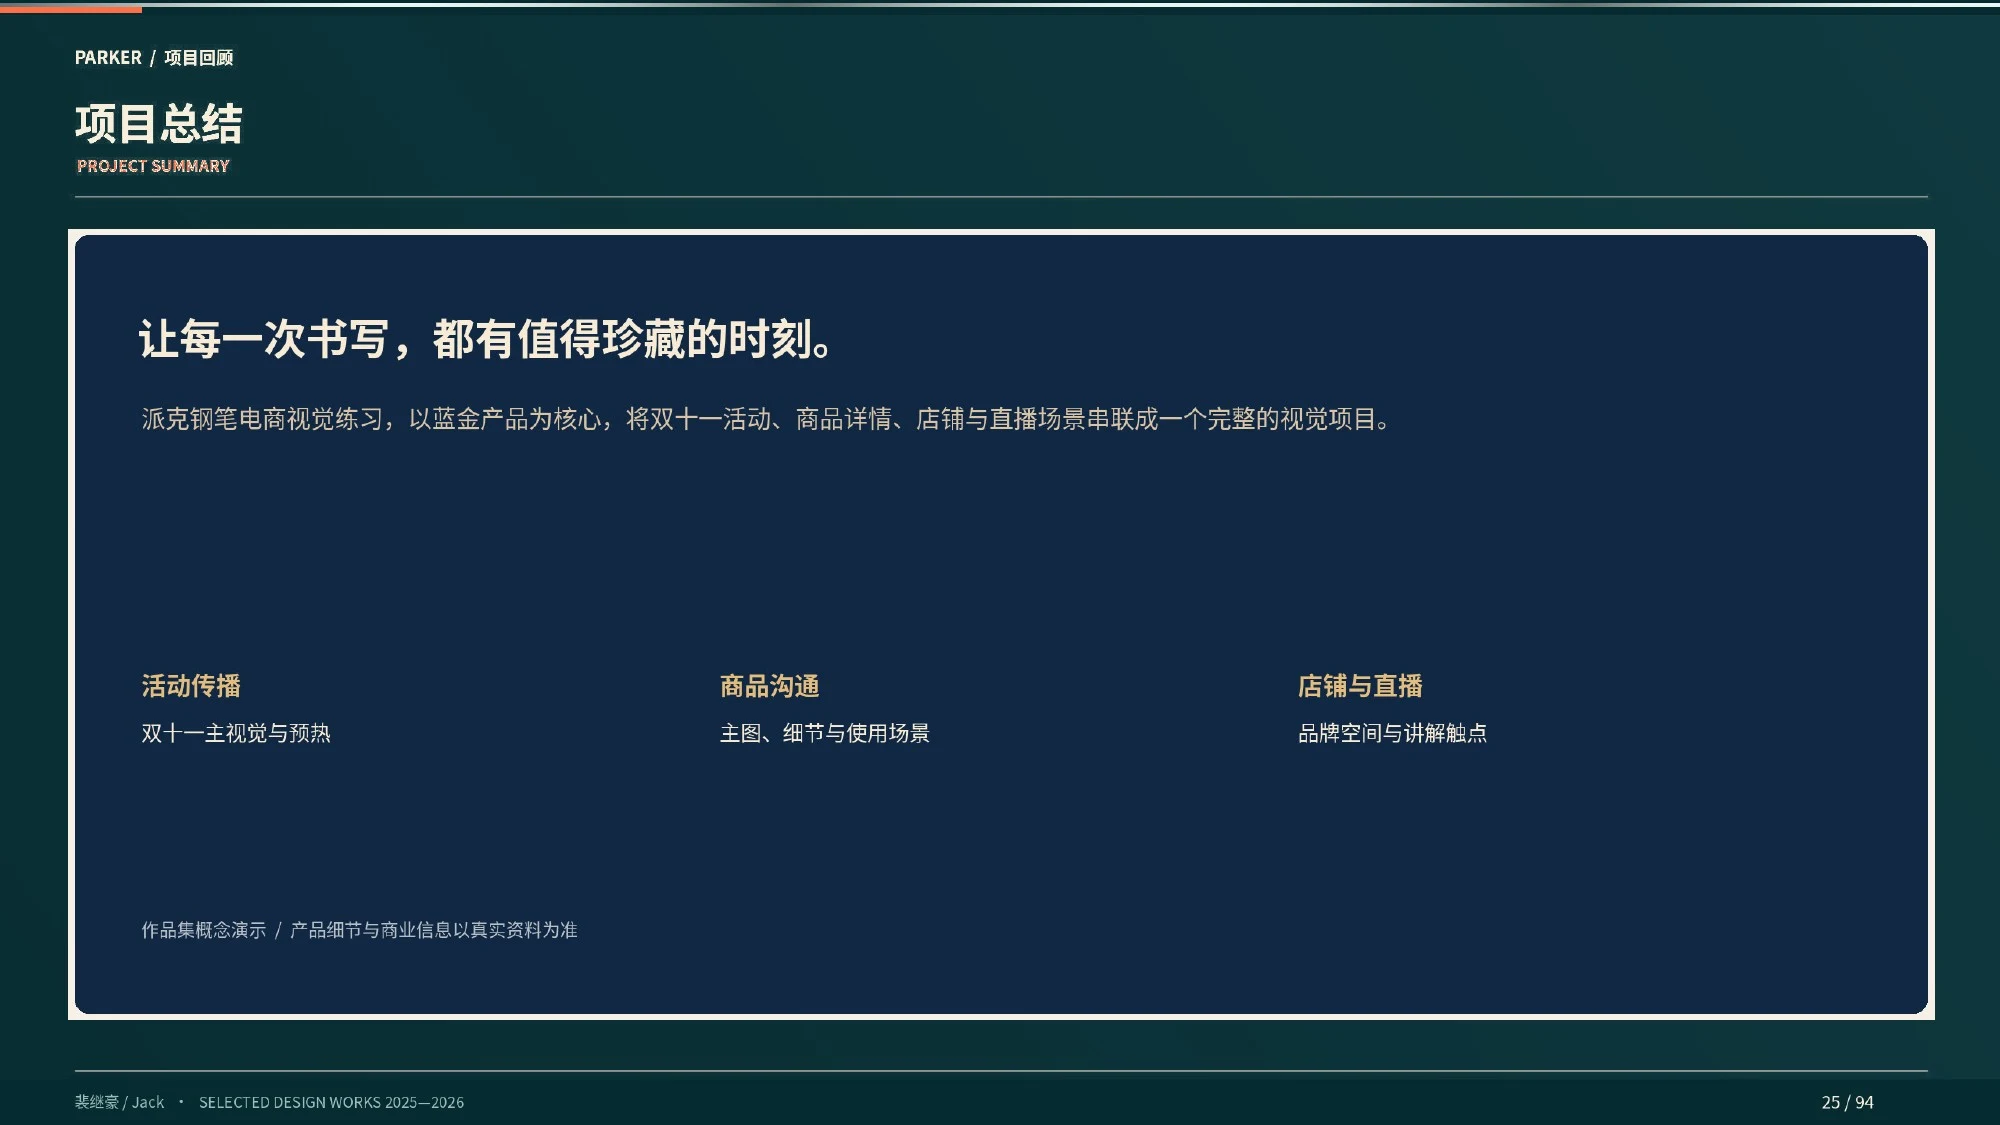 PARKER / 项目回顾
项目总结
PROJECT SUMMARY
让每一次书写，都有值得珍藏的时刻。
派克钢笔电商视觉练习，以蓝金产品为核心，将双十一活动、商品详情、店铺与直播场景串联成一个完整的视觉项目。
活动传播
双十一主视觉与预热
商品沟通
主图、细节与使用场景
店铺与直播
品牌空间与讲解触点
作品集概念演示 / 产品细节与商业信息以真实资料为准
裴继豪 / Jack · SELECTED DESIGN WORKS 2025—2026
25 / 94